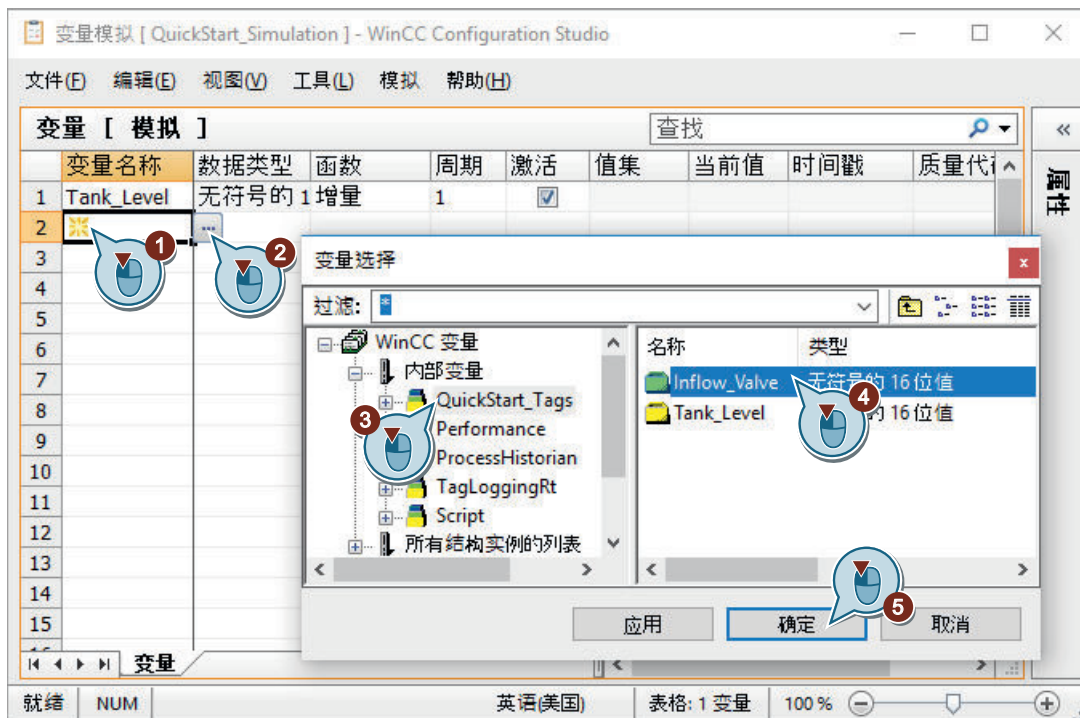 变量模拟 [ QuickStart_Simulation ] - WinCC Configuration Studio
文件(F) 编辑(E) 视图(V) 工具(L) 模拟 帮助(H)
变量 [ 模拟 ] 查找
变量名称 数据类型 函数 周期 激活 值集 当前值 时间戳 质量代
属性
1 Tank_Level 无符号的 1 增量 1
2 ...
1 2
3
4
5
6
7
8
9
10
11
12
13
14
15
变量选择 x
过滤: *
WinCC 变量
内部变量
QuickStart_Tags
3 Performance
ProcessHistorian
TagLoggingRt
Script
所有结构实例的列表
名称 类型
Inflow_Valve 无符号的 16 位值
4
Tank_Level 的 16 位值
应用 确定 取消
5
变量
就绪 NUM 英语(美国) 表格: 1 变量 100 %